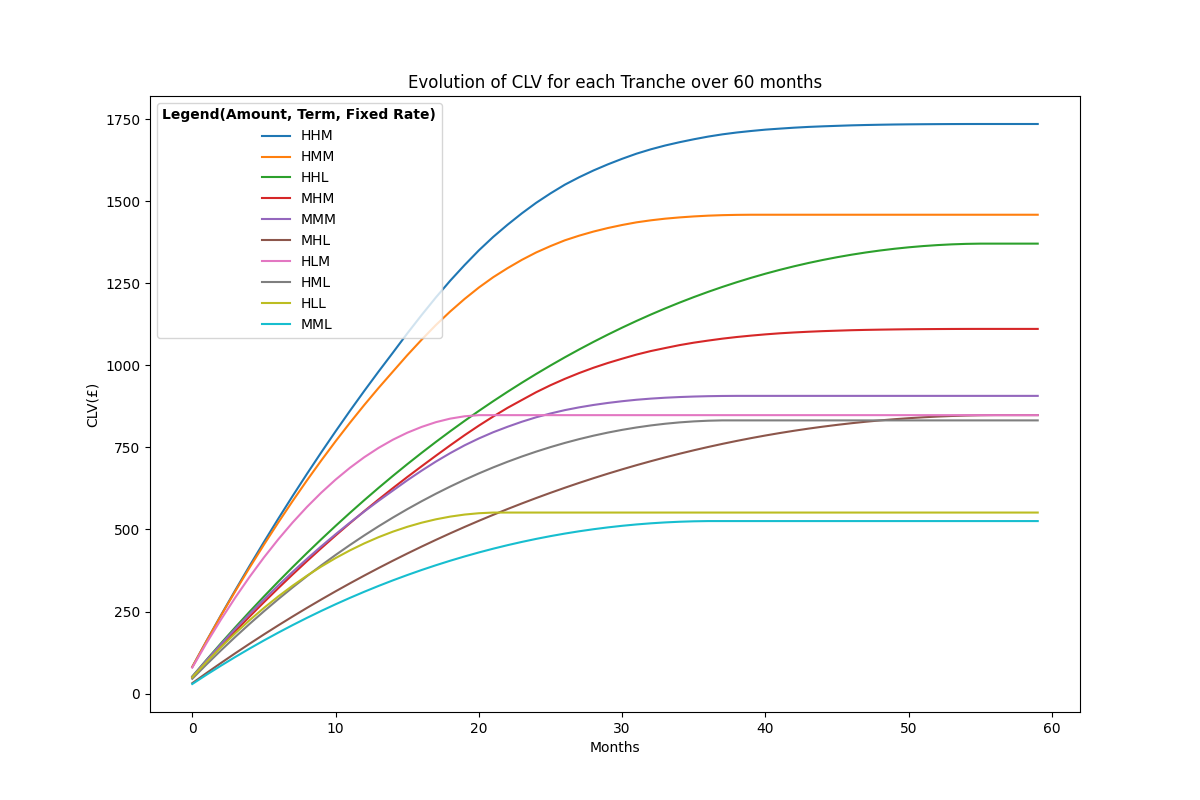 Evolution of CLV for each Tranche over 60 months
Legend(Amount, Term, Fixed Rate)
HHM
HMM
HHL
MHM
MMM
MHL
HLM
HML
HLL
MML
CLV(£)
1750
1500
1250
1000
750
500
250
0
0 10 20 30 40 50 60
Months